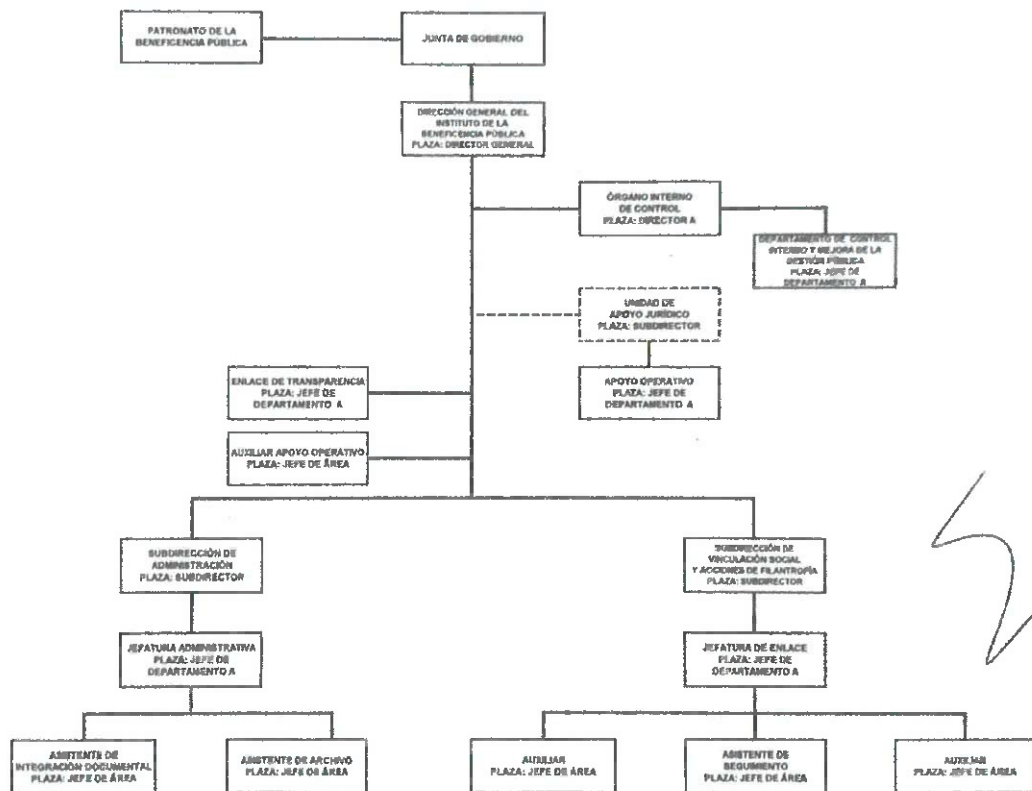 PATRONATO DE LA
BENEFICENCIA PÚBLICA
JUNTA DE GOBIERNO
DIRECCIÓN GENERAL DEL
INSTITUTO DE LA
BENEFICENCIA PÚBLICA
PLAZA: DIRECTOR GENERAL
ÓRGANO INTERNO
DE CONTROL
PLAZA: DIRECTOR A
DEPARTAMENTO DE CONTROL
INTERNO Y MEJORA DE LA
GESTIÓN PÚBLICA
PLAZA: JEFE DE
DEPARTAMENTO A
UNIDAD DE
APOYO JURÍDICO
PLAZA: SUBDIRECTOR
ENLACE DE TRANSPARENCIA
PLAZA: JEFE DE
DEPARTAMENTO A
APOYO OPERATIVO
PLAZA: JEFE DE
DEPARTAMENTO A
AUXILIAR APOYO OPERATIVO
PLAZA: JEFE DE ÁREA
SUBDIRECCIÓN DE
ADMINISTRACIÓN
PLAZA: SUBDIRECTOR
SUBDIRECCIÓN DE
VINCULACIÓN SOCIAL
Y ACCIONES DE FILANTROPÍA
PLAZA: SUBDIRECTOR
JEFATURA ADMINISTRATIVA
PLAZA: JEFE DE
DEPARTAMENTO A
JEFATURA DE ENLACE
PLAZA: JEFE DE
DEPARTAMENTO A
ASISTENTE DE
INTEGRACIÓN DOCUMENTAL
PLAZA: JEFE DE ÁREA
ASISTENTE DE ARCHIVO
PLAZA: JEFE DE ÁREA
AUXILIAR
PLAZA: JEFE DE ÁREA
ASISTENTE DE
SEGUIMIENTO
PLAZA: JEFE DE ÁREA
AUXILIAR
PLAZA: JEFE DE ÁREA